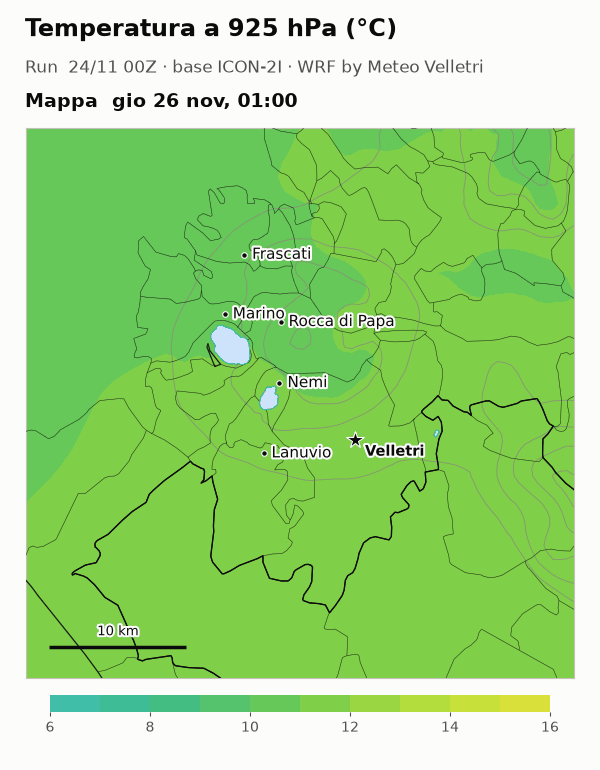 Temperatura a 925 hPa (°C)
Run  24/11 00Z · base ICON-2I · WRF by Meteo Velletri
Mappa  gio 26 nov, 01:00
Frascati
Marino
Rocca di Papa
Nemi
Velletri
Lanuvio
10 km
6 8 10 12 14 16